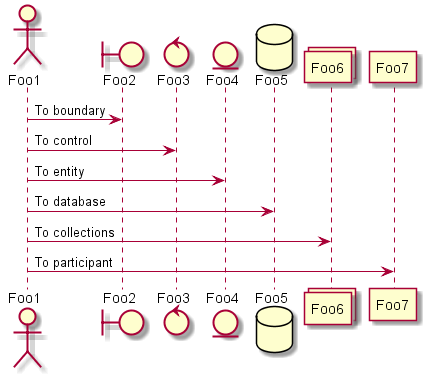 Foo1 Foo2 Foo3 Foo4 Foo5 Foo6 Foo7
To boundary
To control
To entity
To database
To collections
To participant
Foo1 Foo2 Foo3 Foo4 Foo5 Foo6 Foo7